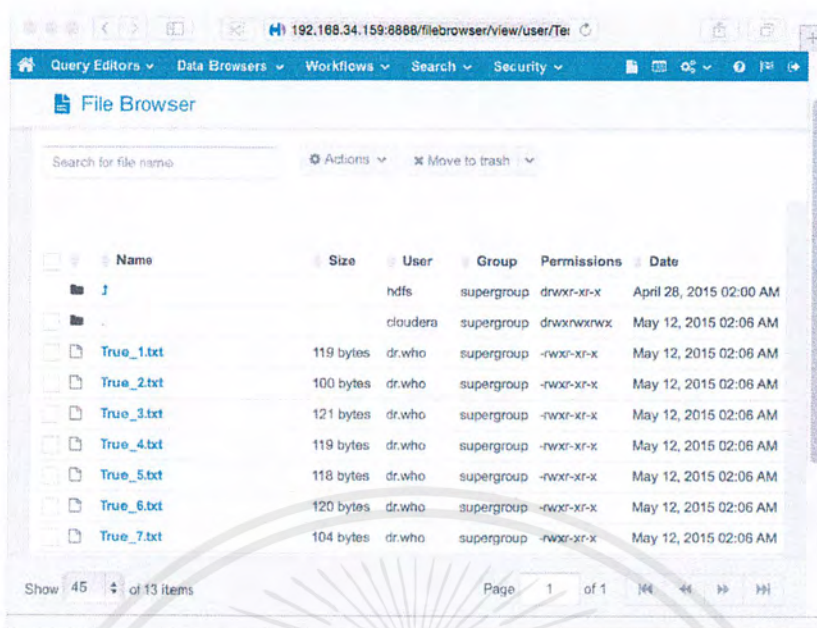 192.168.34.159:8888/filebrowser/view/user/Te
Query Editors Data Browsers Workflows Search Security
File Browser
Search for file name Actions Move to trash
Name Size User Group Permissions Date
hdfs supergroup drwxr-xr-x April 28, 2015 02:00 AM
. cloudera supergroup drwxrwxrwx May 12, 2015 02:06 AM
True_1.txt 119 bytes dr.who supergroup -rwxr-xr-x May 12, 2015 02:06 AM
True_2.txt 100 bytes dr.who supergroup -rwxr-xr-x May 12, 2015 02:06 AM
True_3.txt 121 bytes dr.who supergroup -rwxr-xr-x May 12, 2015 02:06 AM
True_4.txt 119 bytes dr.who supergroup -rwxr-xr-x May 12, 2015 02:06 AM
True_5.txt 118 bytes dr.who supergroup -rwxr-xr-x May 12, 2015 02:06 AM
True_6.txt 120 bytes dr.who supergroup -rwxr-xr-x May 12, 2015 02:06 AM
True_7.txt 104 bytes dr.who supergroup -rwxr-xr-x May 12, 2015 02:06 AM
Show 45 of 13 items Page 1 of 1